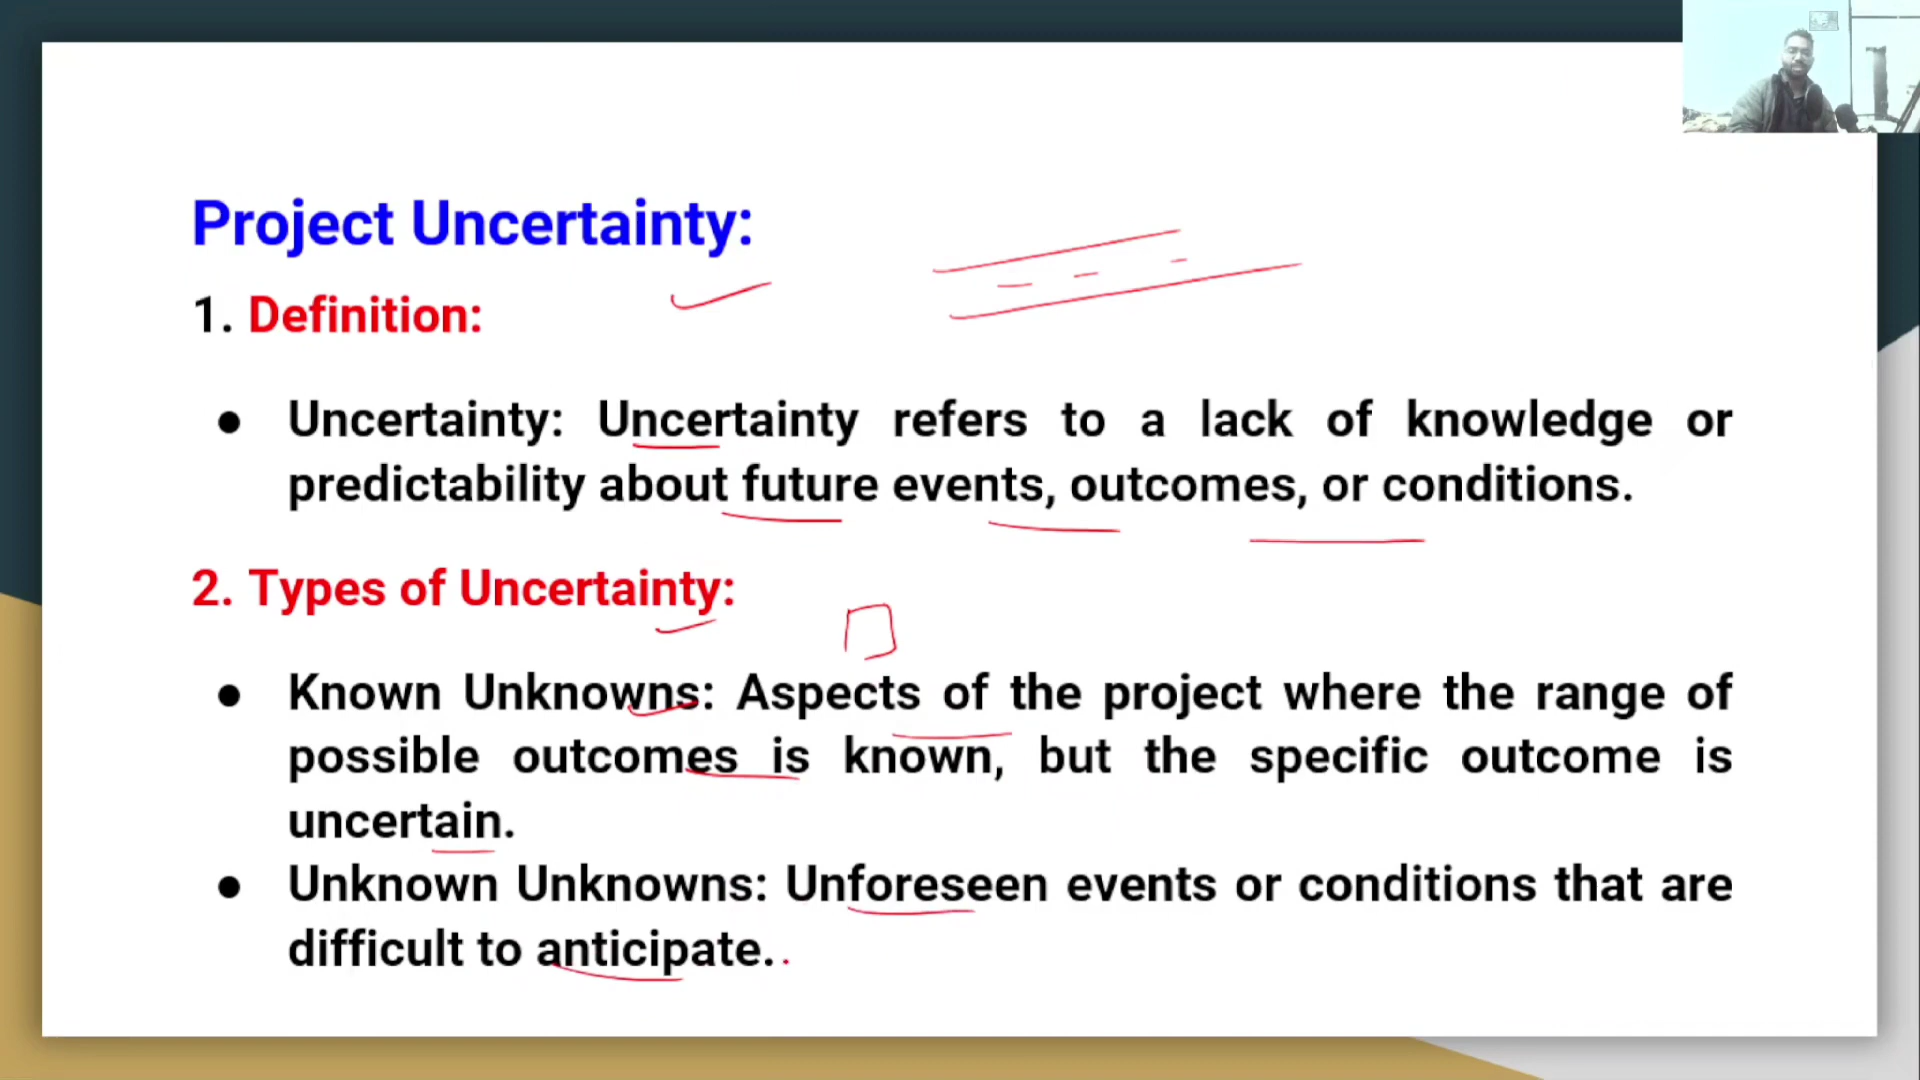 Project Uncertainty:
1. Definition:
● Uncertainty: Uncertainty refers to a lack of knowledge or
predictability about future events, outcomes, or conditions.
2. Types of Uncertainty:
● Known Unknowns: Aspects of the project where the range of
possible outcomes is known, but the specific outcome is
uncertain.
● Unknown Unknowns: Unforeseen events or conditions that are
difficult to anticipate.